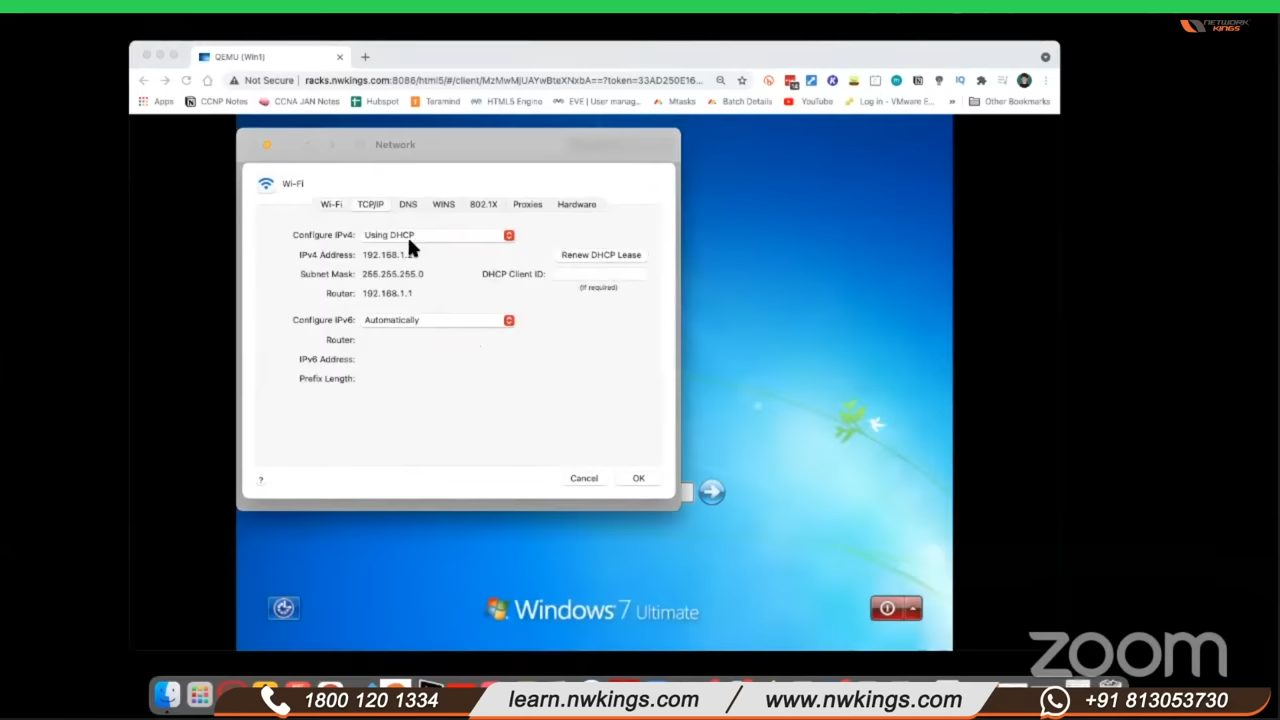 NETWORK
KINGS
QEMU (Win1)
Not Secure | racks.nwkings.com:8086/html5/#/client/MzMwMjUAYwBteXNxbA==?token=33AD250E16...
Apps CCNP Notes CCNA JAN Notes Hubspot Teramind HTML5 Engine EVE | User manag... Mtasks Batch Details YouTube Log in - VMware E... » Other Bookmarks
Network
Wi-Fi
Wi-Fi TCP/IP DNS WINS 802.1X Proxies Hardware
Configure IPv4: Using DHCP
IPv4 Address: 192.168.1. Renew DHCP Lease
Subnet Mask: 255.255.255.0 DHCP Client ID:
(If required)
Router: 192.168.1.1
Configure IPv6: Automatically
Router:
IPv6 Address:
Prefix Length:
? Cancel OK
Windows 7 Ultimate
zoom
1800 120 1334 learn.nwkings.com / www.nwkings.com +91 813053730